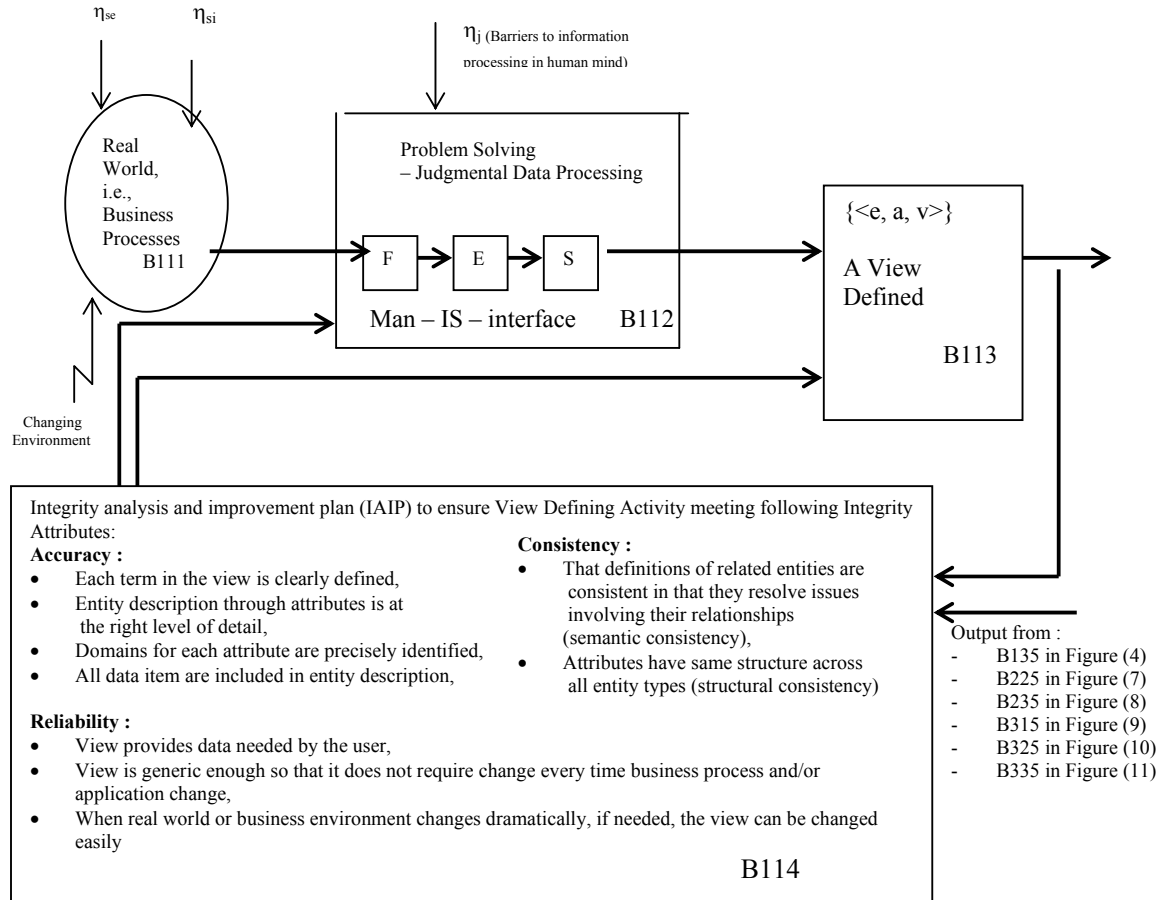 ηse
ηsi
ηj (Barriers to information
processing in human mind)
Real
World,
i.e.,
Business
Processes
B111
Problem Solving
– Judgmental Data Processing
F
E
S
Man – IS – interface
B112
{<e, a, v>}
A View
Defined
B113
Changing
Environment
Integrity analysis and improvement plan (IAIP) to ensure View Defining Activity meeting following Integrity
Attributes:
Accuracy :
• Each term in the view is clearly defined,
• Entity description through attributes is at
the right level of detail,
• Domains for each attribute are precisely identified,
• All data item are included in entity description,
Consistency :
• That definitions of related entities are
consistent in that they resolve issues
involving their relationships
(semantic consistency),
• Attributes have same structure across
all entity types (structural consistency)
Reliability :
• View provides data needed by the user,
• View is generic enough so that it does not require change every time business process and/or
application change,
• When real world or business environment changes dramatically, if needed, the view can be changed
easily
B114
Output from :
- B135 in Figure (4)
- B225 in Figure (7)
- B235 in Figure (8)
- B315 in Figure (9)
- B325 in Figure (10)
- B335 in Figure (11)